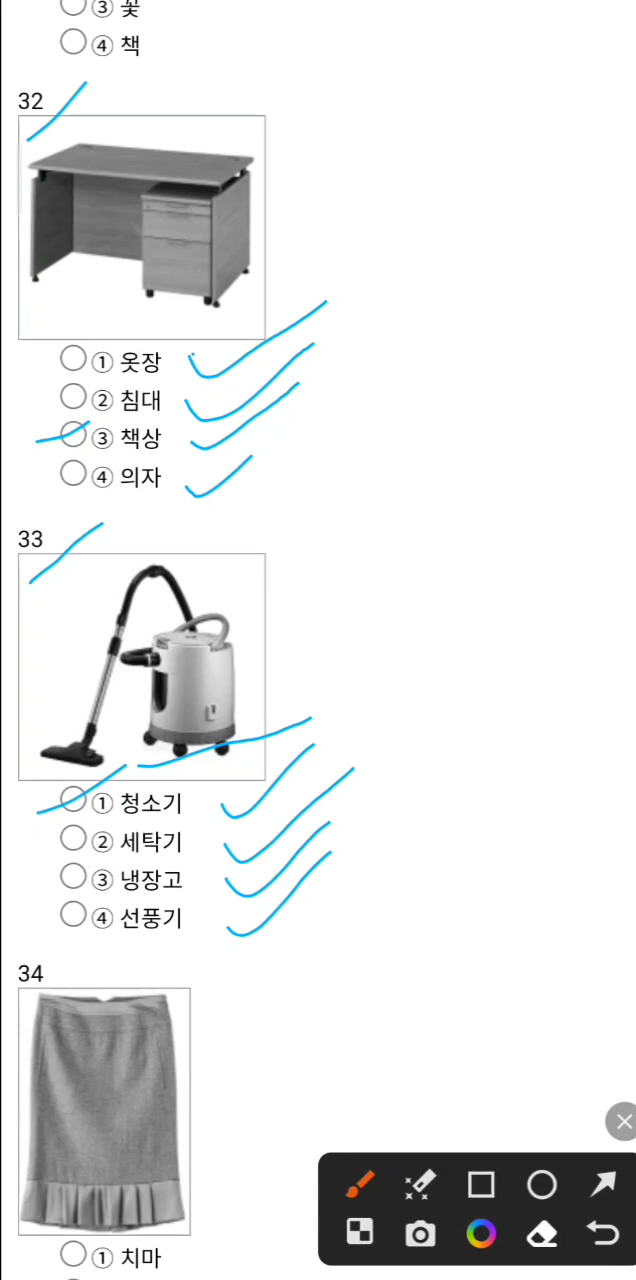 ③ 꽃
④ 책
32
① 옷장
② 침대
③ 책상
④ 의자
33
① 청소기
② 세탁기
③ 냉장고
④ 선풍기
34
① 치마